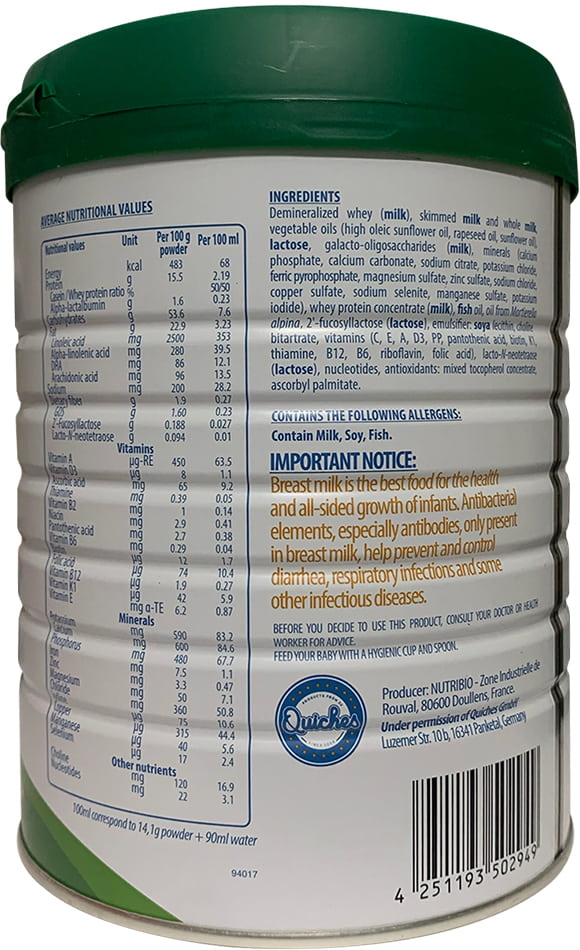 AVERAGE NUTRITIONAL VALUES
Nutritional values Unit Per 100 g powder Per 100 ml
Energy kcal 483 68
Protein g 15.5 2.19
Casein / Whey protein ratio 50/50
Alpha-lactalbumin g 1.6 0.23
Carbohydrates g 53.6 7.6
Fat g 22.9 3.23
Linoleic acid mg 2500 353
Alpha-linolenic acid mg 280 39.5
DHA mg 86 12.1
Arachidonic acid mg 96 13.5
Sodium mg 200 28.2
Dietary fiber g 1.9 0.27
GOS g 1.60 0.23
2'-Fucosyllactose g 0.188 0.027
Lacto-N-neotetraose g 0.094 0.01
Vitamins
Vitamin A µg-RE 450 63.5
Vitamin D3 µg 8 1.1
Ascorbic acid mg 65 9.2
Thiamine mg 0.39 0.05
Vitamin B2 mg 1 0.14
Niacin mg 2.9 0.41
Pantothenic acid mg 2.7 0.38
Vitamin B6 mg 0.29 0.04
µg 12 1.7
Folic acid µg 74 10.4
Vitamin B12 µg 1.9 0.27
Vitamin K1 µg 42 5.9
Vitamin E mg α-TE 6.2 0.87
Minerals
Potassium mg 590 83.2
Calcium mg 600 84.6
Phosphorus mg 480 67.7
Iron mg 7.5 1.1
Zinc mg 3.3 0.47
Magnesium mg 50 7.1
Chloride mg 360 50.8
µg 75 10.6
Copper µg 315 44.4
Manganese µg 40 5.6
Selenium µg 17 2.4
Other nutrients
Choline mg 120 16.9
Nucleotides mg 22 3.1
100ml correspond to 14,1g powder + 90ml water
94017
INGREDIENTS
Demineralized whey (milk), skimmed milk and whole milk,
vegetable oils (high oleic sunflower oil, rapeseed oil, sunflower oil),
lactose, galacto-oligosaccharides (milk), minerals (calcium
phosphate, calcium carbonate, sodium citrate, potassium chloride,
ferric pyrophosphate, magnesium sulfate, zinc sulfate, sodium chloride,
copper sulfate, sodium selenite, manganese sulfate, potassium
iodide), whey protein concentrate (milk), fish oil, oil from Mortierella
alpina, 2'-fucosyllactose (lactose), emulsifier: soya lecithin, choline
bitartrate, vitamins (C, E, A, D3, PP, pantothenic acid, biotin, K1,
thiamine, B12, B6, riboflavin, folic acid), lacto-N-neotetraose
(lactose), nucleotides, antioxidants: mixed tocopherol concentrate,
ascorbyl palmitate.
CONTAINS THE FOLLOWING ALLERGENS:
Contain Milk, Soy, Fish.
IMPORTANT NOTICE:
Breast milk is the best food for the health
and all-sided growth of infants. Antibacterial
elements, especially antibodies, only present
in breast milk, help prevent and control
diarrhea, respiratory infections and some
other infectious diseases.
BEFORE YOU DECIDE TO USE THIS PRODUCT, CONSULT YOUR DOCTOR OR HEALTH
WORKER FOR ADVICE.
FEED YOUR BABY WITH A HYGIENIC CUP AND SPOON.
Quiches
Producer: NUTRIBIO - Zone Industrielle de
Rouval, 80600 Doullens, France.
Under permission of Quiches GmbH
Luzerner Str. 10 b, 16341 Panketal, Germany
4 251193 502949